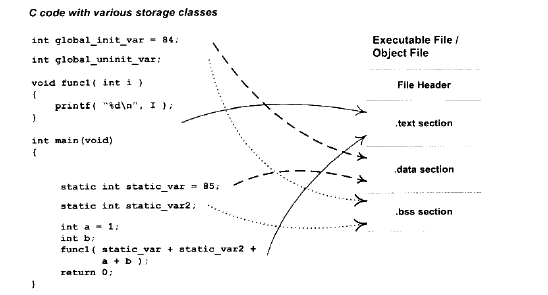 C code with various storage classes
int global_init_var = 84;
int global_uninit_var;
void func1( int i )
{
printf( "%d\n", I );
}
int main(void)
{
static int static_var = 85;
static int static_var2;
int a = 1;
int b;
func1( static_var + static_var2 +
a + b );
return 0;
}
Executable File /
Object File
File Header
.text section
.data section
.bss section